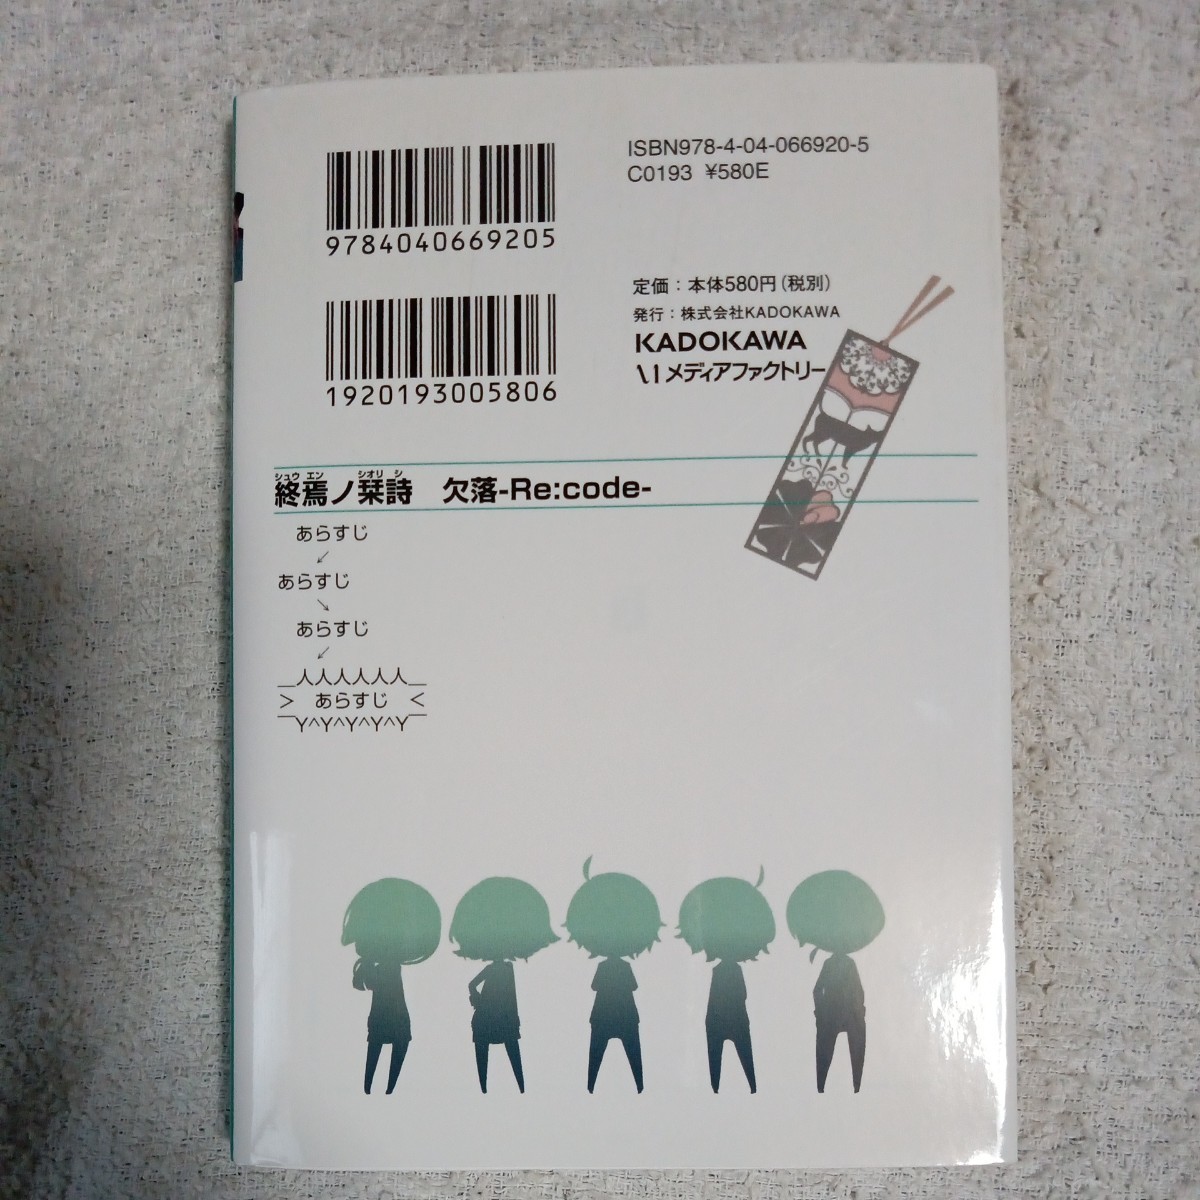 9784040669205
ISBN978-4-04-066920-5
C0193 ¥580E
1920193005806
定価：本体580円（税別）
発行：株式会社KADOKAWA
KADOKAWA
メディアファクトリー
シュウ エン シオリ シ
終焉ノ栞詩 欠落-Re:code-
あらすじ
↙
あらすじ
↘
あらすじ
↙
＿人人人人人人＿
＞ あらすじ ＜
￣Y^Y^Y^Y^Y￣